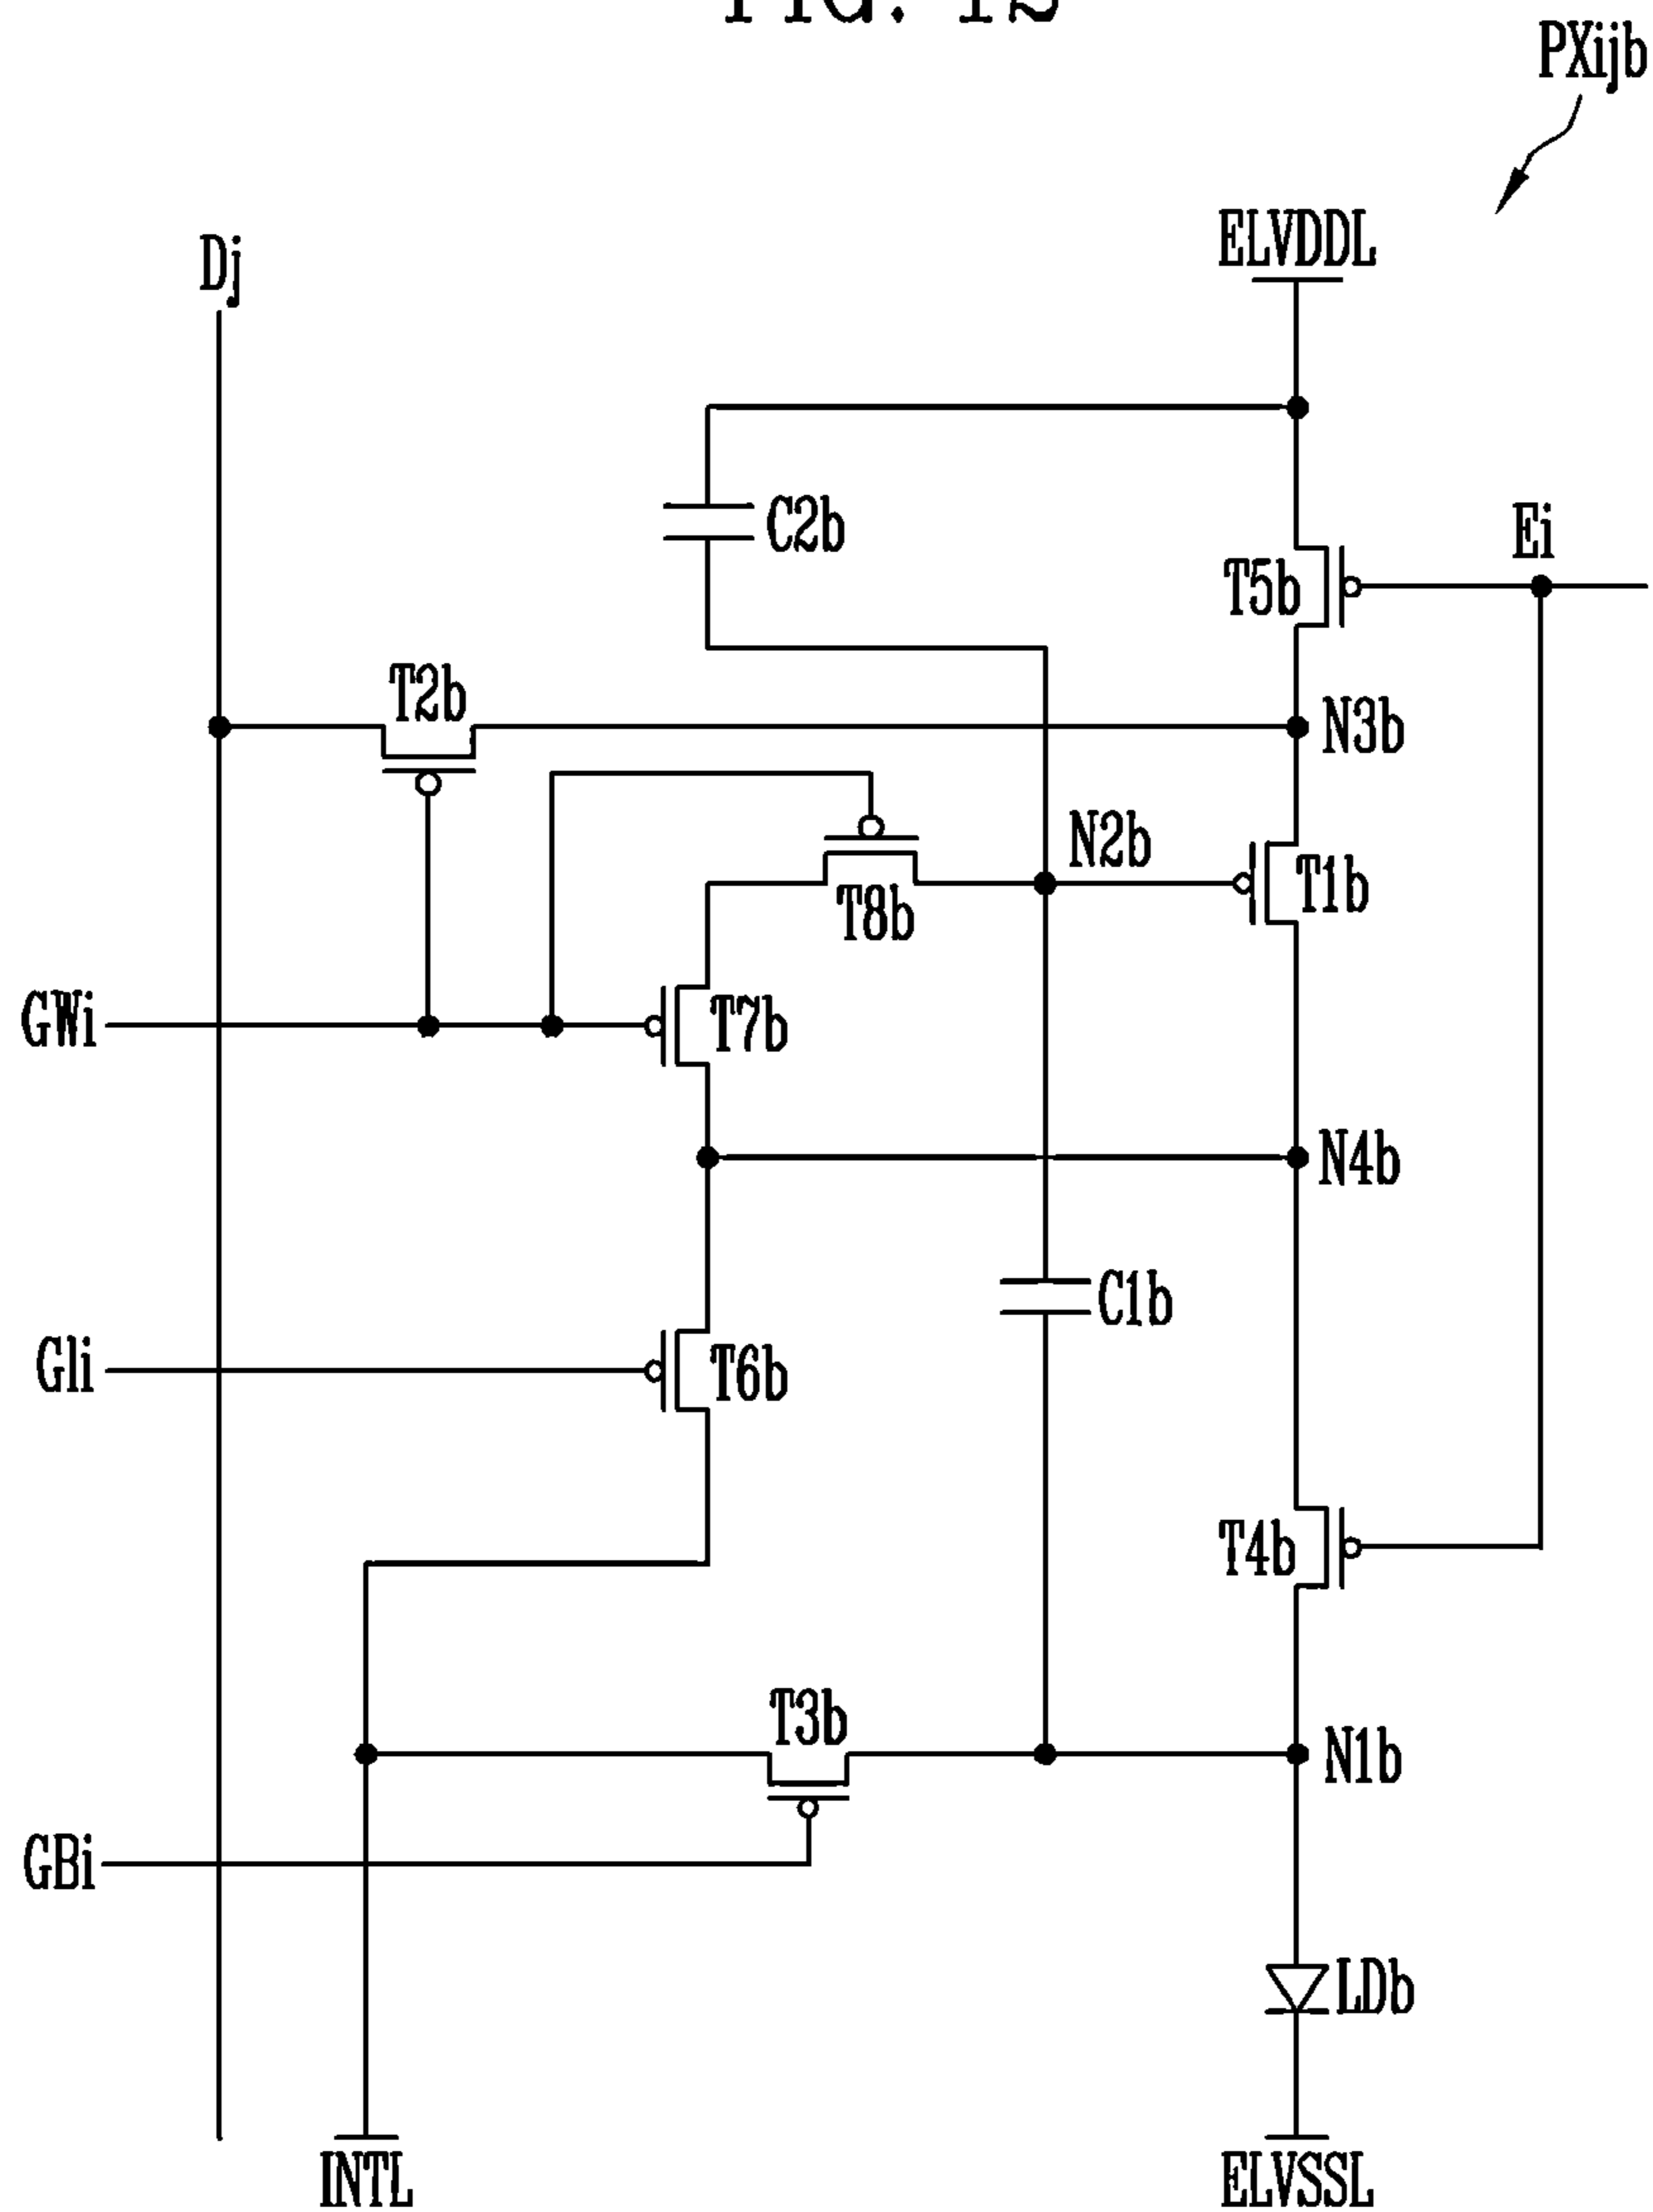 PXijb
ELVDDL
Dj
C2b
Ei
T5b
T2b
N3b
N2b
T1b
T8b
GWi
T7b
N4b
C1b
GIi
T6b
T4b
T3b
N1b
GBi
LDb
INTL
ELVSSL